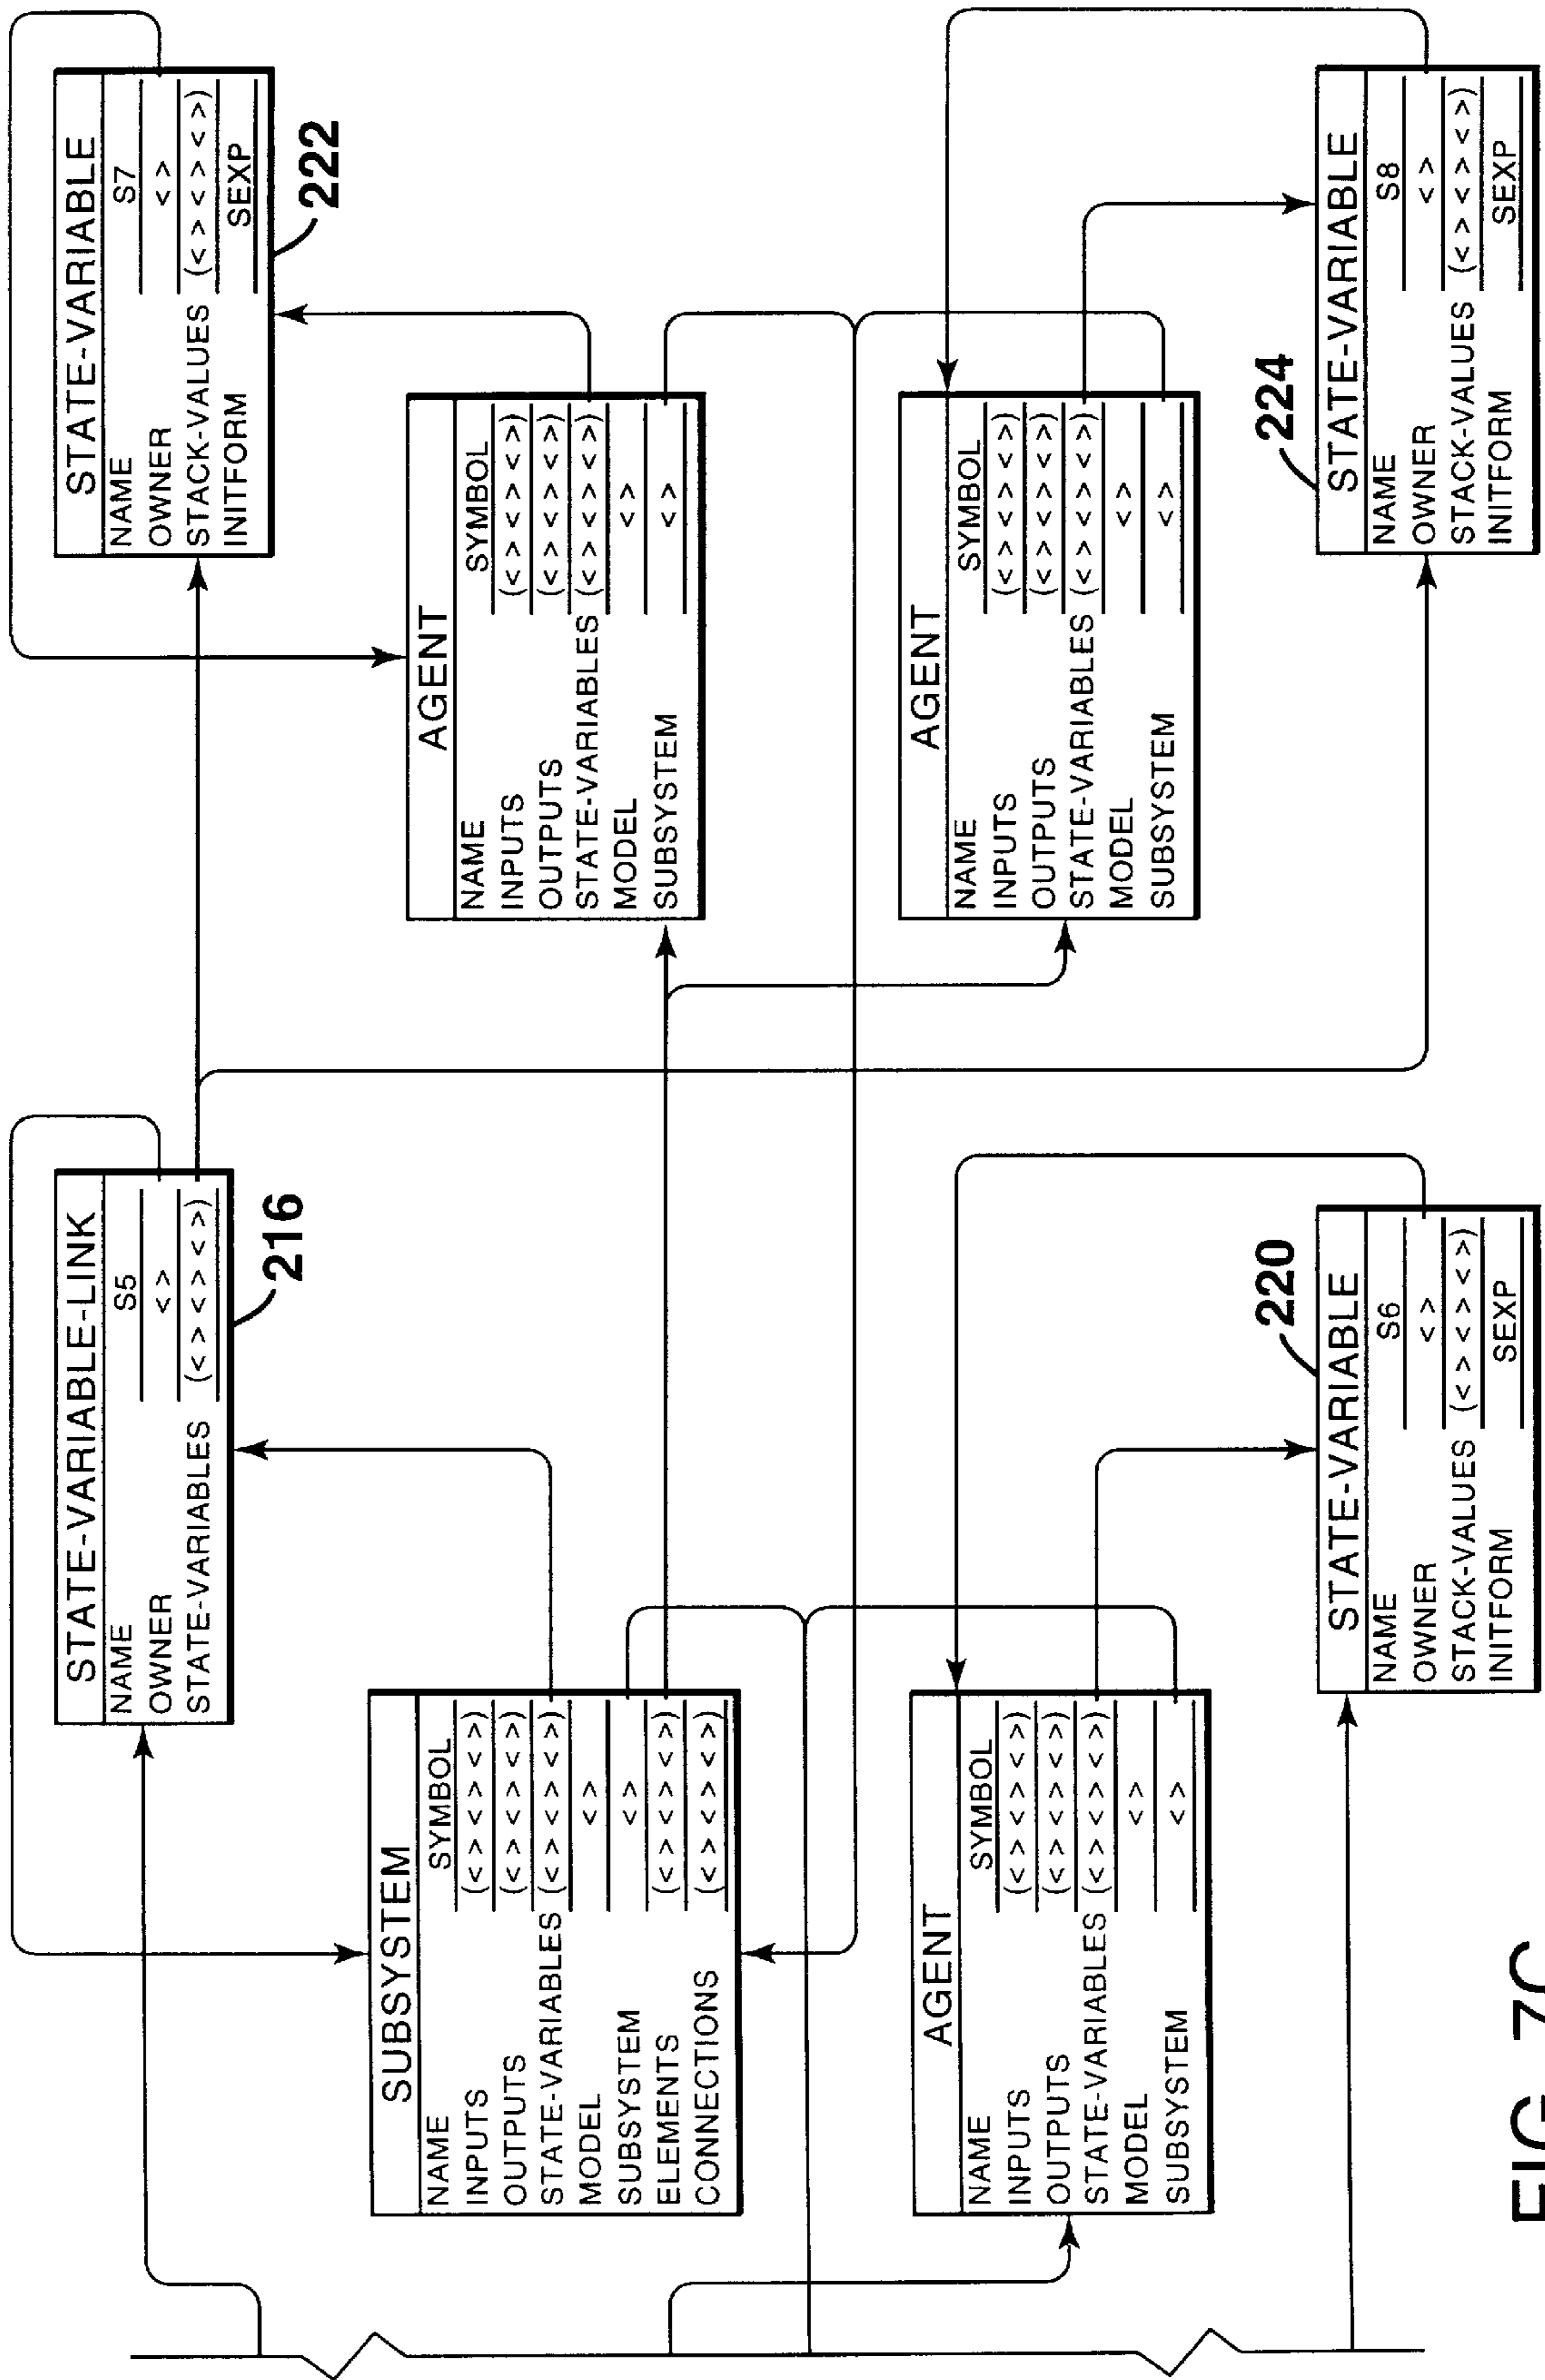 STATE-VARIABLE-LINK
NAME S5
OWNER < >
STATE-VARIABLES (< > < > < >)
216
STATE-VARIABLE
NAME S7
OWNER < >
STACK-VALUES (< > < > < >)
INITFORM SEXP
222
SUBSYSTEM
NAME SYMBOL
INPUTS (< > < > < >)
OUTPUTS (< > < > < >)
STATE-VARIABLES (< > < > < >)
MODEL < >
SUBSYSTEM < >
ELEMENTS (< > < > < >)
CONNECTIONS (< > < > < >)
AGENT
NAME SYMBOL
INPUTS (< > < > < >)
OUTPUTS (< > < > < >)
STATE-VARIABLES (< > < > < >)
MODEL < >
SUBSYSTEM < >
AGENT
NAME SYMBOL
INPUTS (< > < > < >)
OUTPUTS (< > < > < >)
STATE-VARIABLES (< > < > < >)
MODEL < >
SUBSYSTEM < >
AGENT
NAME SYMBOL
INPUTS (< > < > < >)
OUTPUTS (< > < > < >)
STATE-VARIABLES (< > < > < >)
MODEL < >
SUBSYSTEM < >
220
STATE-VARIABLE
NAME S6
OWNER < >
STACK-VALUES (< > < > < >)
INITFORM SEXP
224
STATE-VARIABLE
NAME S8
OWNER < >
STACK-VALUES (< > < > < >)
INITFORM SEXP
FIG. 7C